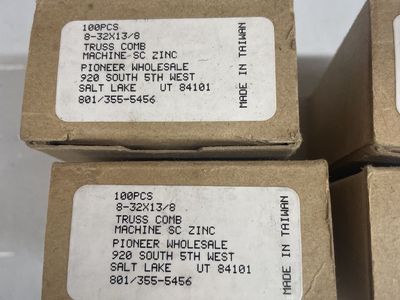 100PCS
8-32X13/8
TRUSS COMB
MACHINE SC ZINC
PIONEER WHOLESALE
920 SOUTH 5TH WEST
SALT LAKE UT 84101
801/355-5456
MADE IN TAIWAN
100PCS
8-32X13/8
TRUSS COMB
MACHINE SC ZINC
PIONEER WHOLESALE
920 SOUTH 5TH WEST
SALT LAKE UT 84101
801/355-5456
MADE IN TAIWAN